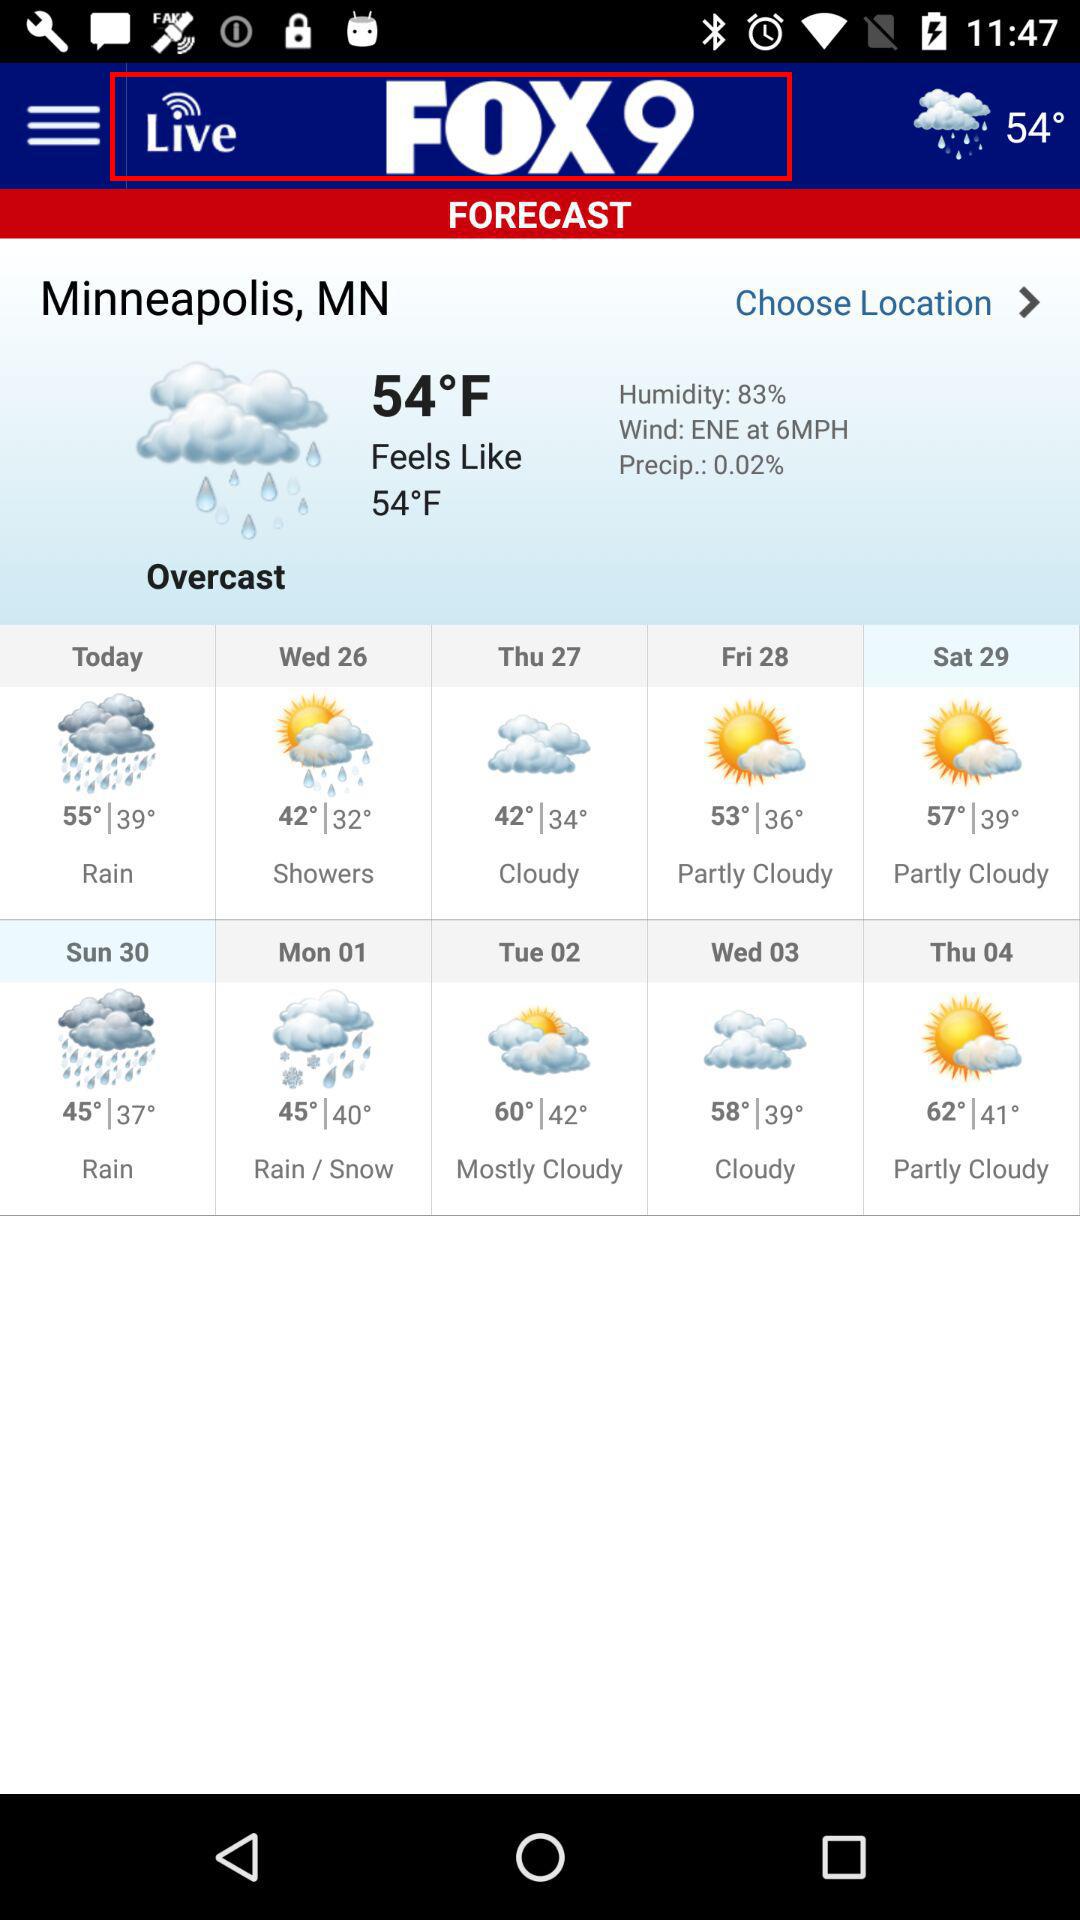 FAKE
11:47
Live FOX 9 54°
FORECAST
Minneapolis, MN
Choose Location
54°F
Feels Like
54°F
Humidity: 83%
Wind: ENE at 6MPH
Precip.: 0.02%
Overcast
Today Wed 26 Thu 27 Fri 28 Sat 29
55° 39° 42° 32° 42° 34° 53° 36° 57° 39°
Rain Showers Cloudy Partly Cloudy Partly Cloudy
Sun 30 Mon 01 Tue 02 Wed 03 Thu 04
45° 37° 45° 40° 60° 42° 58° 39° 62° 41°
Rain Rain / Snow Mostly Cloudy Cloudy Partly Cloudy